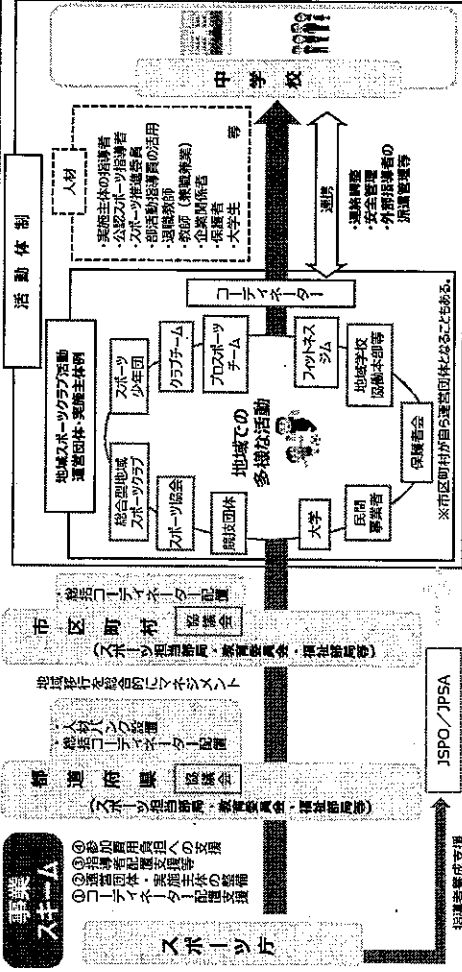 事業
スキーム
スポーツ庁
①コーディネーター配置支援
②運営団体・実施主体の整備
③指導者配置支援等
④参加費用負担への支援
都道府県
協議会
(スポーツ担当部局・教育委員会・福祉部局等)
・人材バンク設置
・総括コーディネーター配置
地域移行を総合的にマネジメント
市区町村
協議会
(スポーツ担当部局・教育委員会・福祉部局等)
・総括コーディネーター配置
指導者養成支援
JSPO/JPSA
活動体制
地域スポーツクラブ活動
運営団体・実施主体例
総合型地域
スポーツクラブ
スポーツ
少年団
スポーツ協会
クラブチーム
競技団体
プロスポーツ
チーム
地域での
多様な活動
大学
フィットネス
ジム
民間
事業者
地域学校
協働本部等
保護者会
※市区町村が自ら運営団体となることもある。
コーディネーター
人材
・実施主体の指導者
・公認スポーツ指導者
・スポーツ推進委員
・部活動指導員の活用
・退職教師
・教師(兼職兼業)
・企業関係者
・保護者
・大学生
等
連携
・連絡調整
・安全管理
・外部指導者の
派遣管理等
中学校